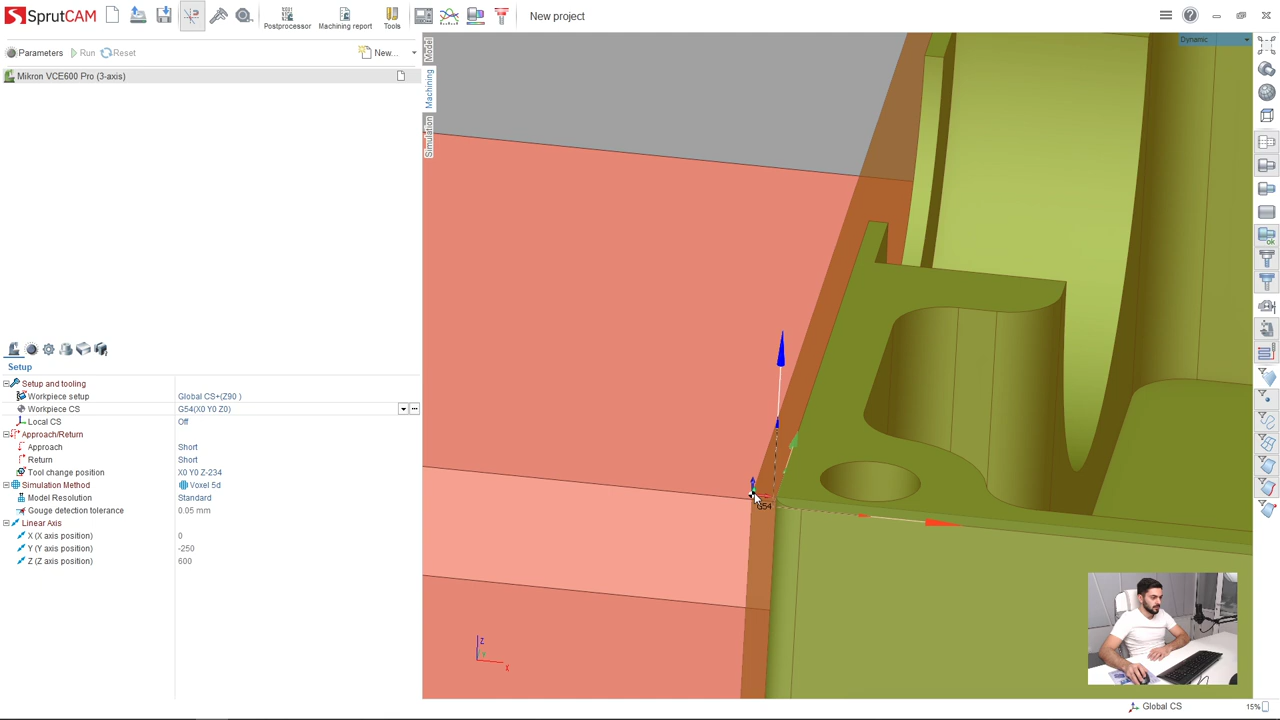 SprutCAM
Postprocessor
Machining report
Tools
New project
Parameters
Run
Reset
New...
Mikron VCE600 Pro (3-axis)
Model
Machining
Simulation
Dynamic
Setup
Setup and tooling
Workpiece setup
Global CS+(Z90 )
Workpiece CS
G54(X0 Y0 Z0)
Local CS
Off
Approach/Return
Approach
Short
Return
Short
Tool change position
X0 Y0 Z-234
Simulation Method
Voxel 5d
Model Resolution
Standard
Gouge detection tolerance
0.05 mm
Linear Axis
X (X axis position)
0
Y (Y axis position)
-250
Z (Z axis position)
600
G54
Z
Y
X
Global CS
15%